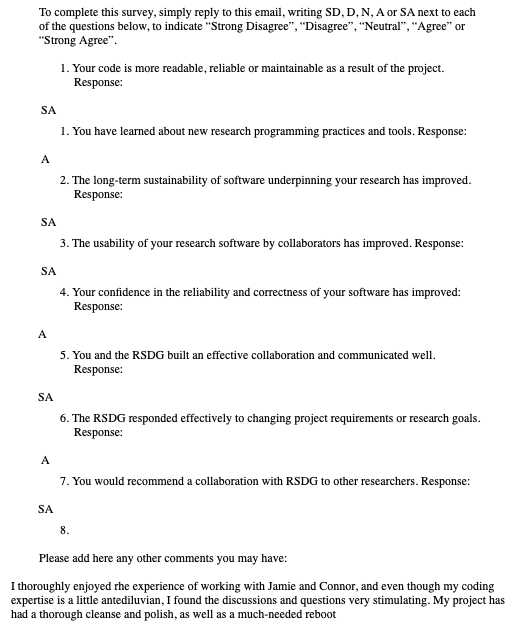 To complete this survey, simply reply to this email, writing SD, D, N, A or SA next to each
of the questions below, to indicate “Strong Disagree”, “Disagree”, “Neutral”, “Agree” or
“Strong Agree”.
1. Your code is more readable, reliable or maintainable as a result of the project.
Response:
SA
1. You have learned about new research programming practices and tools. Response:
A
2. The long-term sustainability of software underpinning your research has improved.
Response:
SA
3. The usability of your research software by collaborators has improved. Response:
SA
4. Your confidence in the reliability and correctness of your software has improved:
Response:
A
5. You and the RSDG built an effective collaboration and communicated well.
Response:
SA
6. The RSDG responded effectively to changing project requirements or research goals.
Response:
A
7. You would recommend a collaboration with RSDG to other researchers. Response:
SA
8.
Please add here any other comments you may have:
I thoroughly enjoyed rhe experience of working with Jamie and Connor, and even though my coding
expertise is a little antediluvian, I found the discussions and questions very stimulating. My project has
had a thorough cleanse and polish, as well as a much-needed reboot